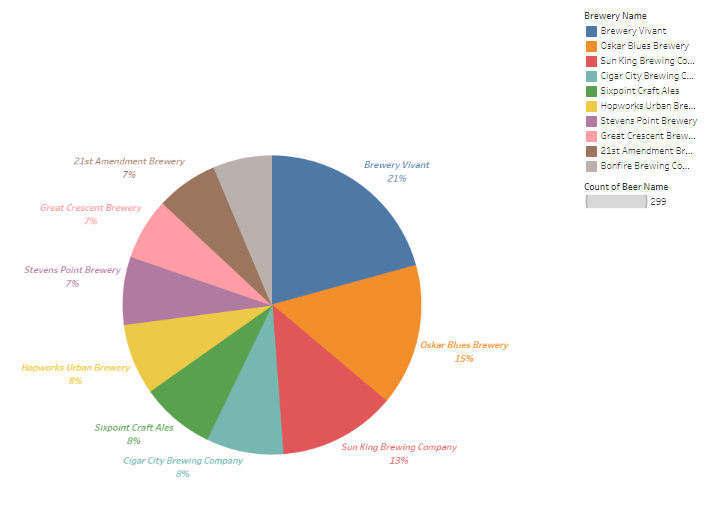 Brewery Name
Brewery Vivant
Oskar Blues Brewery
Sun King Brewing Co...
Cigar City Brewing C...
Sixpoint Craft Ales
Hopworks Urban Bre...
Stevens Point Brewery
Great Crescent Brew...
21st Amendment Br...
Bonfire Brewing Co...
Count of Beer Name
299
21st Amendment Brewery
7%
Brewery Vivant
21%
Great Crescent Brewery
7%
Stevens Point Brewery
7%
Oskar Blues Brewery
15%
Hopworks Urban Brewery
8%
Sixpoint Craft Ales
8%
Sun King Brewing Company
13%
Cigar City Brewing Company
8%